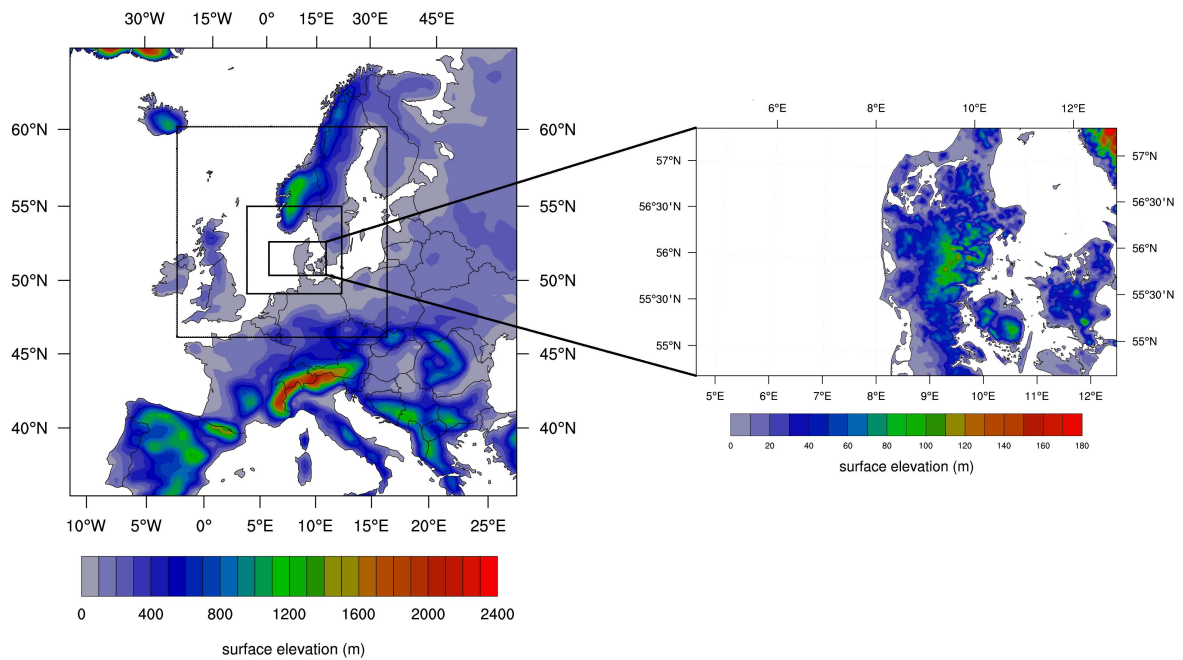 30°W 15°W 0° 15°E 30°E 45°E
60°N 60°N
55°N 55°N
50°N 50°N
45°N 45°N
40°N 40°N
10°W 5°W 0° 5°E 10°E 15°E 20°E 25°E
0 400 800 1200 1600 2000 2400
surface elevation (m)
6°E 8°E 10°E 12°E
57°N 57°N
56°30'N 56°30'N
56°N 56°N
55°30'N 55°30'N
55°N 55°N
5°E 6°E 7°E 8°E 9°E 10°E 11°E 12°E
0 20 40 60 80 100 120 140 160 180
surface elevation (m)